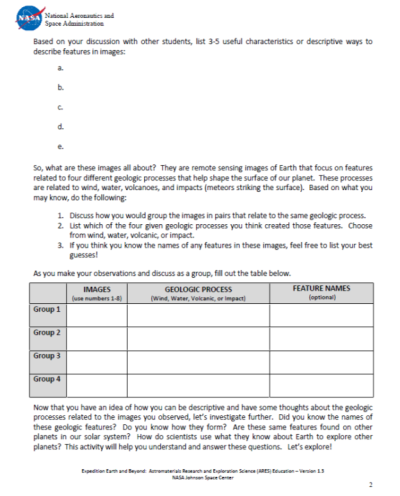 NASA
National Aeronautics and
Space Administration
Based on your discussion with other students, list 3-5 useful characteristics or descriptive ways to
describe features in images:
a.
b.
c.
d.
e.
So, what are these images all about? They are remote sensing images of Earth that focus on features
related to four different geologic processes that help shape the surface of our planet. These processes
are related to wind, water, volcanoes, and impacts (meteors striking the surface). Based on what you
may know, do the following:
1. Discuss how you would group the images in pairs that relate to the same geologic process.
2. List which of the four given geologic processes you think created those features. Choose
from wind, water, volcanic, or impact.
3. If you think you know the names of any features in these images, feel free to list your best
guesses!
As you make your observations and discuss as a group, fill out the table below.
IMAGES GEOLOGIC PROCESS FEATURE NAMES
(use numbers 1-8) (Wind, Water, Volcanic, or Impact) (optional)
Group 1
Group 2
Group 3
Group 4
Now that you have an idea of how you can be descriptive and have some thoughts about the geologic
processes related to the images you observed, let's investigate further. Did you know the names of
these geologic features? Do you know how they form? Are these same features found on other
planets in our solar system? How do scientists use what they know about Earth to explore other
planets? This activity will help you understand and answer these questions. Let's explore!
Expedition Earth and Beyond: Astromaterials Research and Exploration Science (ARES) Education – Version 1.5
NASA Johnson Space Center
2